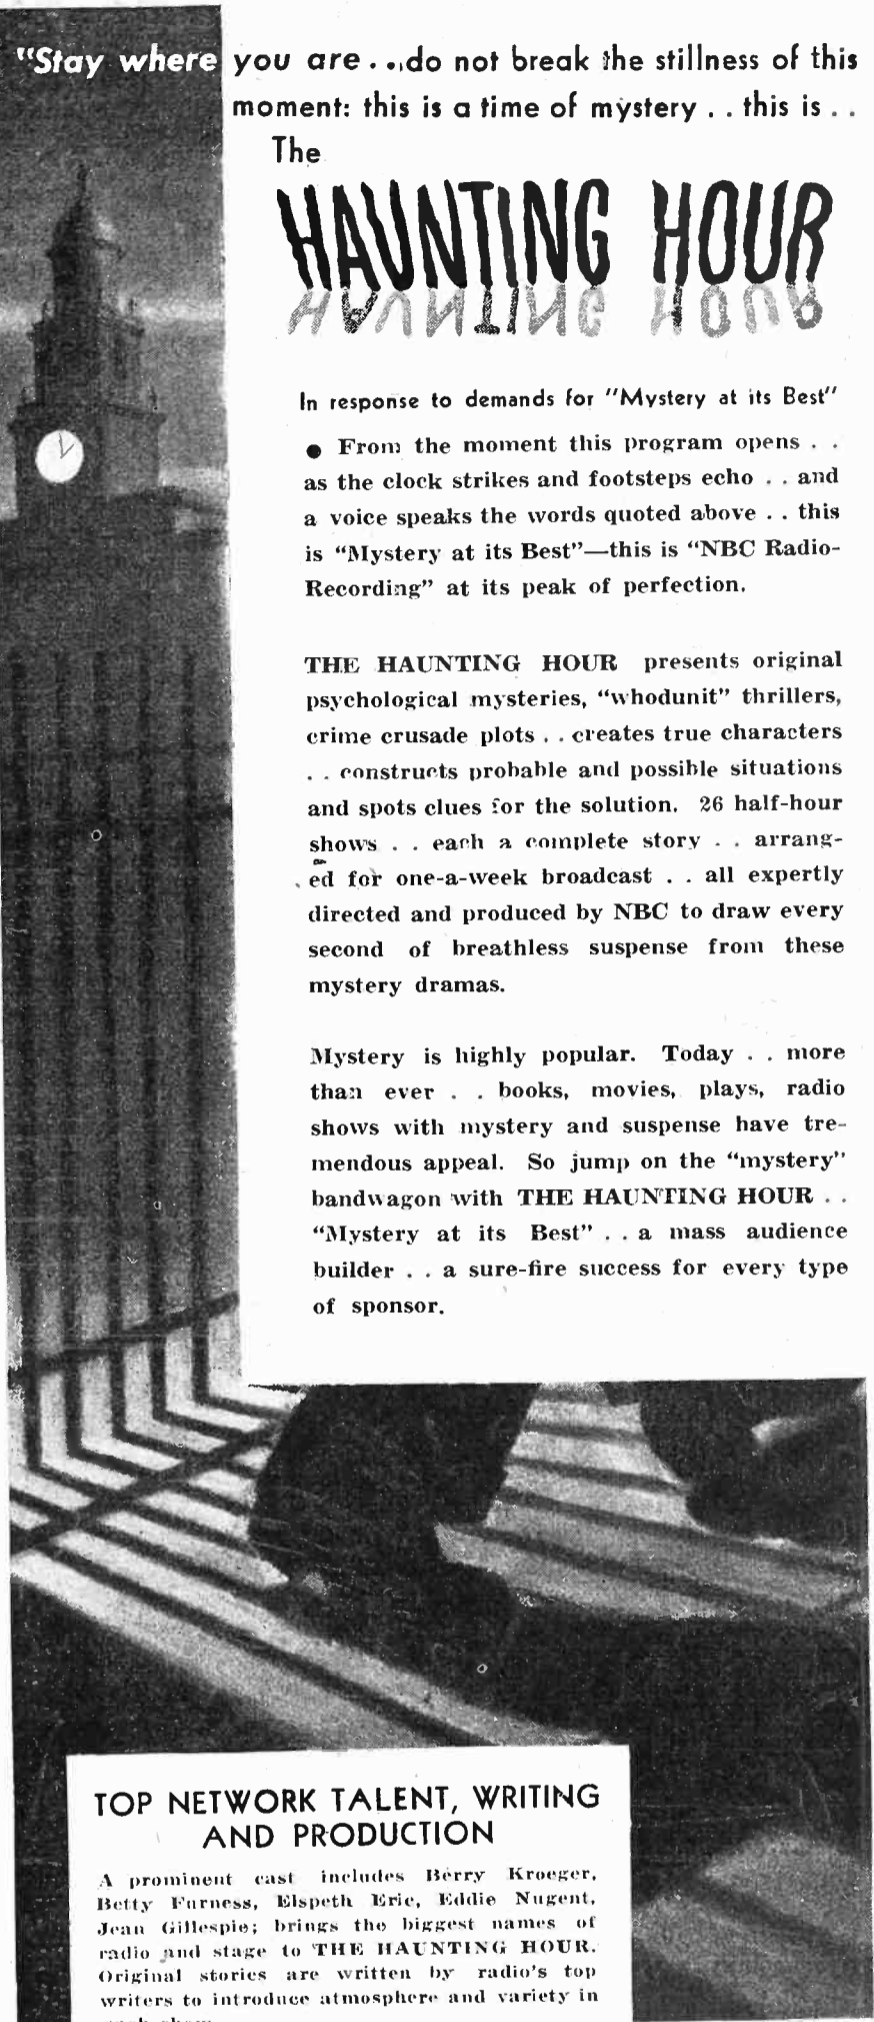 "Stay where you are . . . do not break the stillness of this
moment: this is a time of mystery . . this is . .
The
HAUNTING HOUR
HAUNTING HOUR
In response to demands for "Mystery at its Best"
● From the moment this program opens . .
as the clock strikes and footsteps echo . . and
a voice speaks the words quoted above . . this
is "Mystery at its Best"—this is "NBC Radio-
Recording" at its peak of perfection.
THE HAUNTING HOUR presents original
psychological mysteries, "whodunit" thrillers,
crime crusade plots . . creates true characters
. . constructs probable and possible situations
and spots clues for the solution. 26 half-hour
shows . . each a complete story . . arrang-
ed for one-a-week broadcast . . all expertly
directed and produced by NBC to draw every
second of breathless suspense from these
mystery dramas.
Mystery is highly popular. Today . . more
than ever . . books, movies, plays, radio
shows with mystery and suspense have tre-
mendous appeal. So jump on the "mystery"
bandwagon with THE HAUNTING HOUR . .
"Mystery at its Best" . . a mass audience
builder . . a sure-fire success for every type
of sponsor.
TOP NETWORK TALENT, WRITING
AND PRODUCTION
A prominent cast includes Berry Kroeger,
Betty Furness, Elspeth Eric, Eddie Nugent,
Jean Gillespie; brings the biggest names of
radio and stage to THE HAUNTING HOUR.
Original stories are written by radio's top
writers to introduce atmosphere and variety in